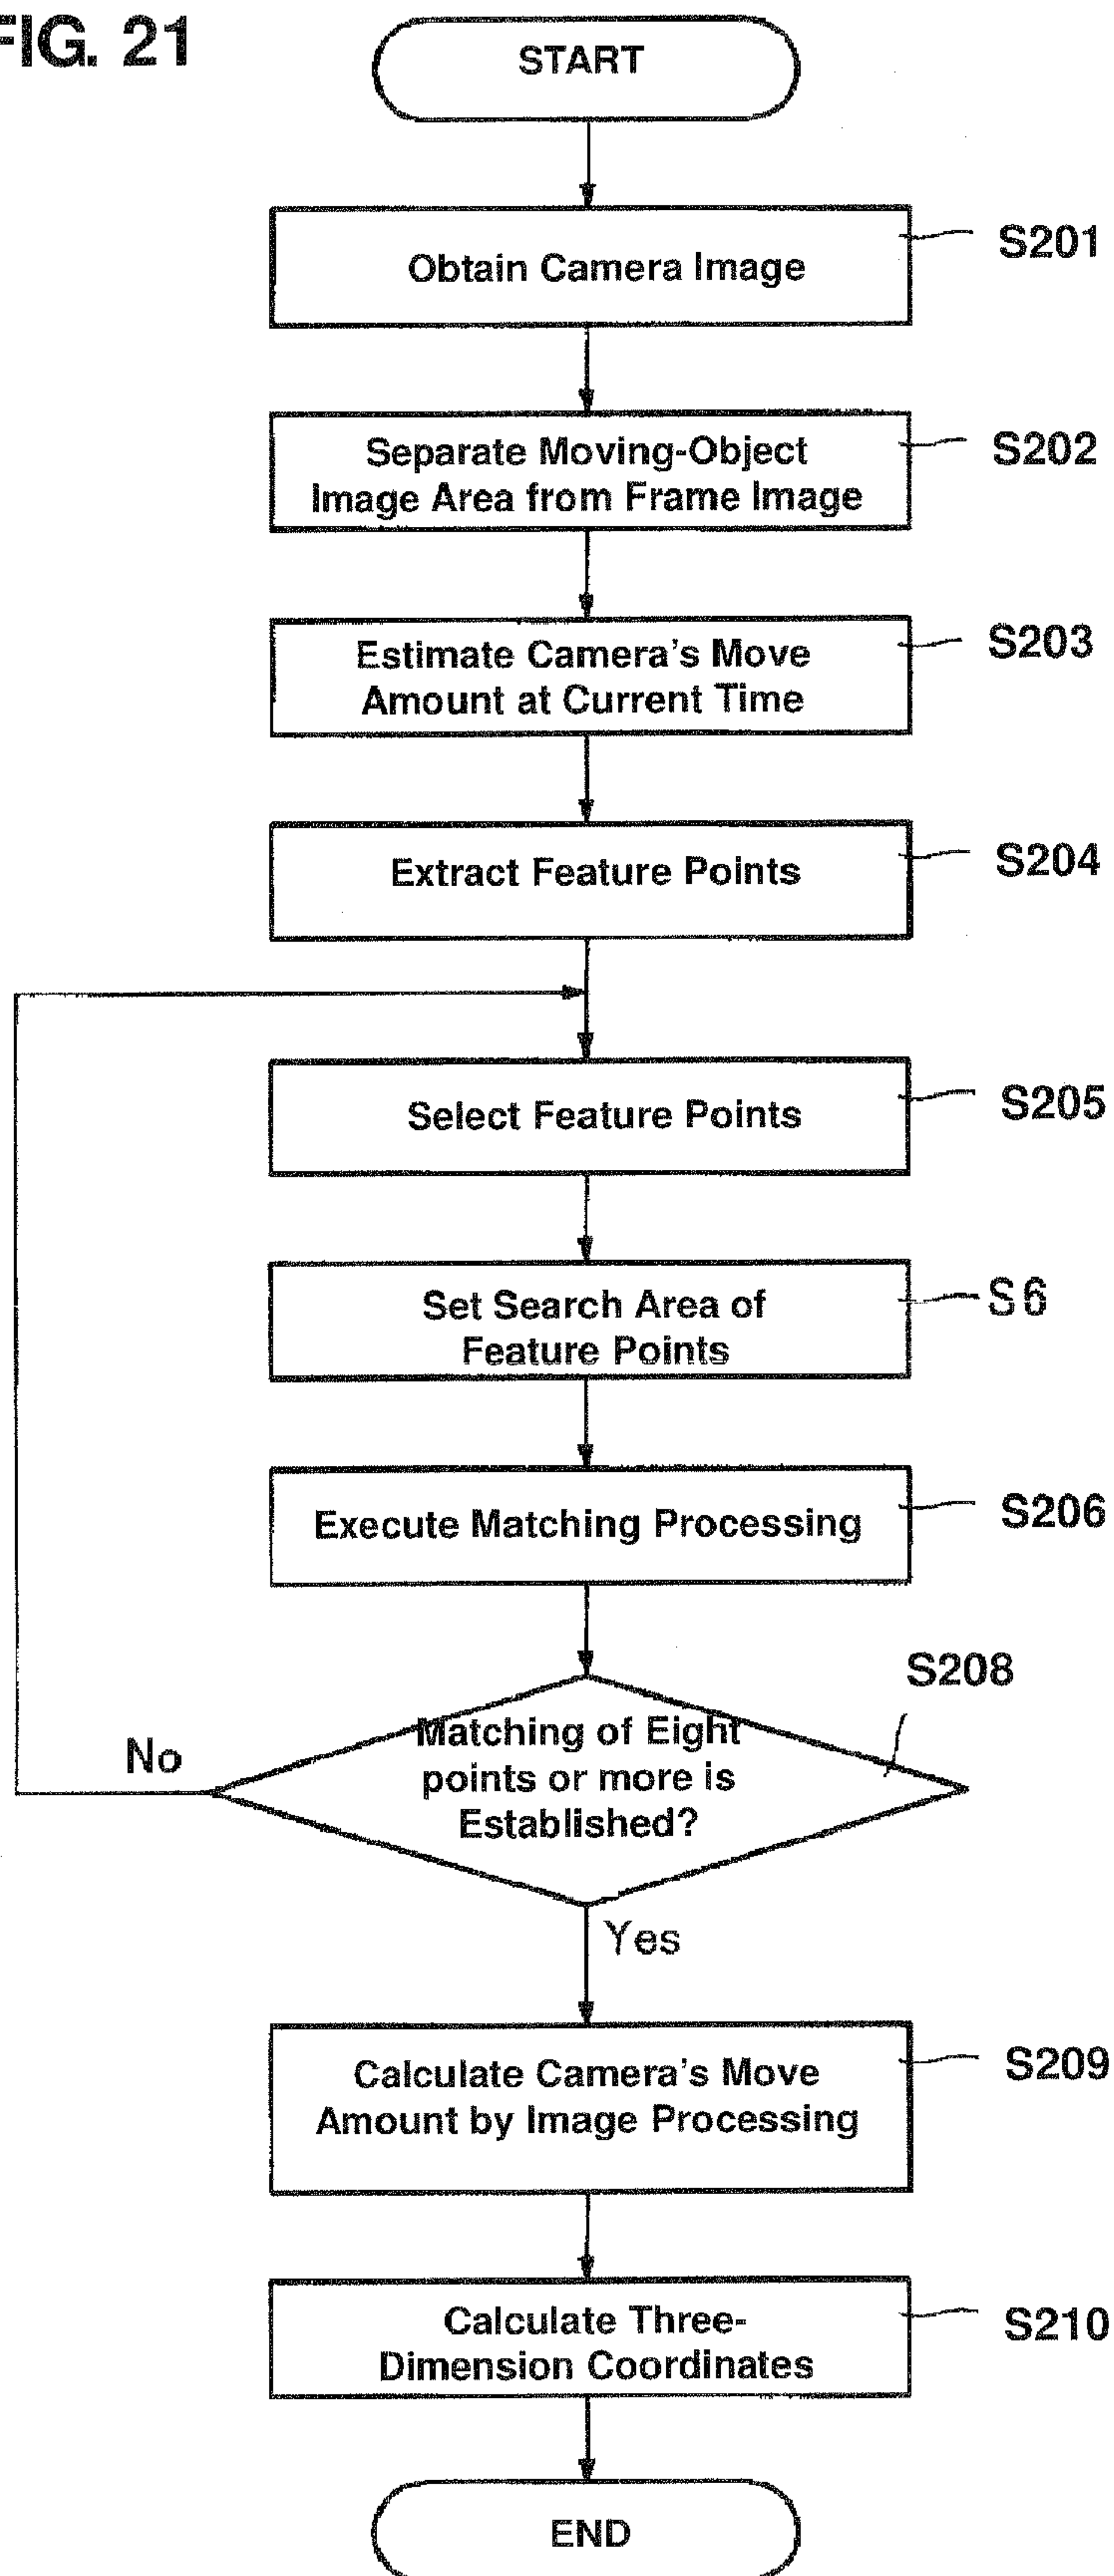 FIG. 21
START
Obtain Camera Image
S201
Separate Moving-Object
Image Area from Frame Image
S202
Estimate Camera's Move
Amount at Current Time
S203
Extract Feature Points
S204
Select Feature Points
S205
Set Search Area of
Feature Points
S6
Execute Matching Processing
S206
S208
Matching of Eight
points or more is
Established?
No
Yes
Calculate Camera's Move
Amount by Image Processing
S209
Calculate Three-
Dimension Coordinates
S210
END